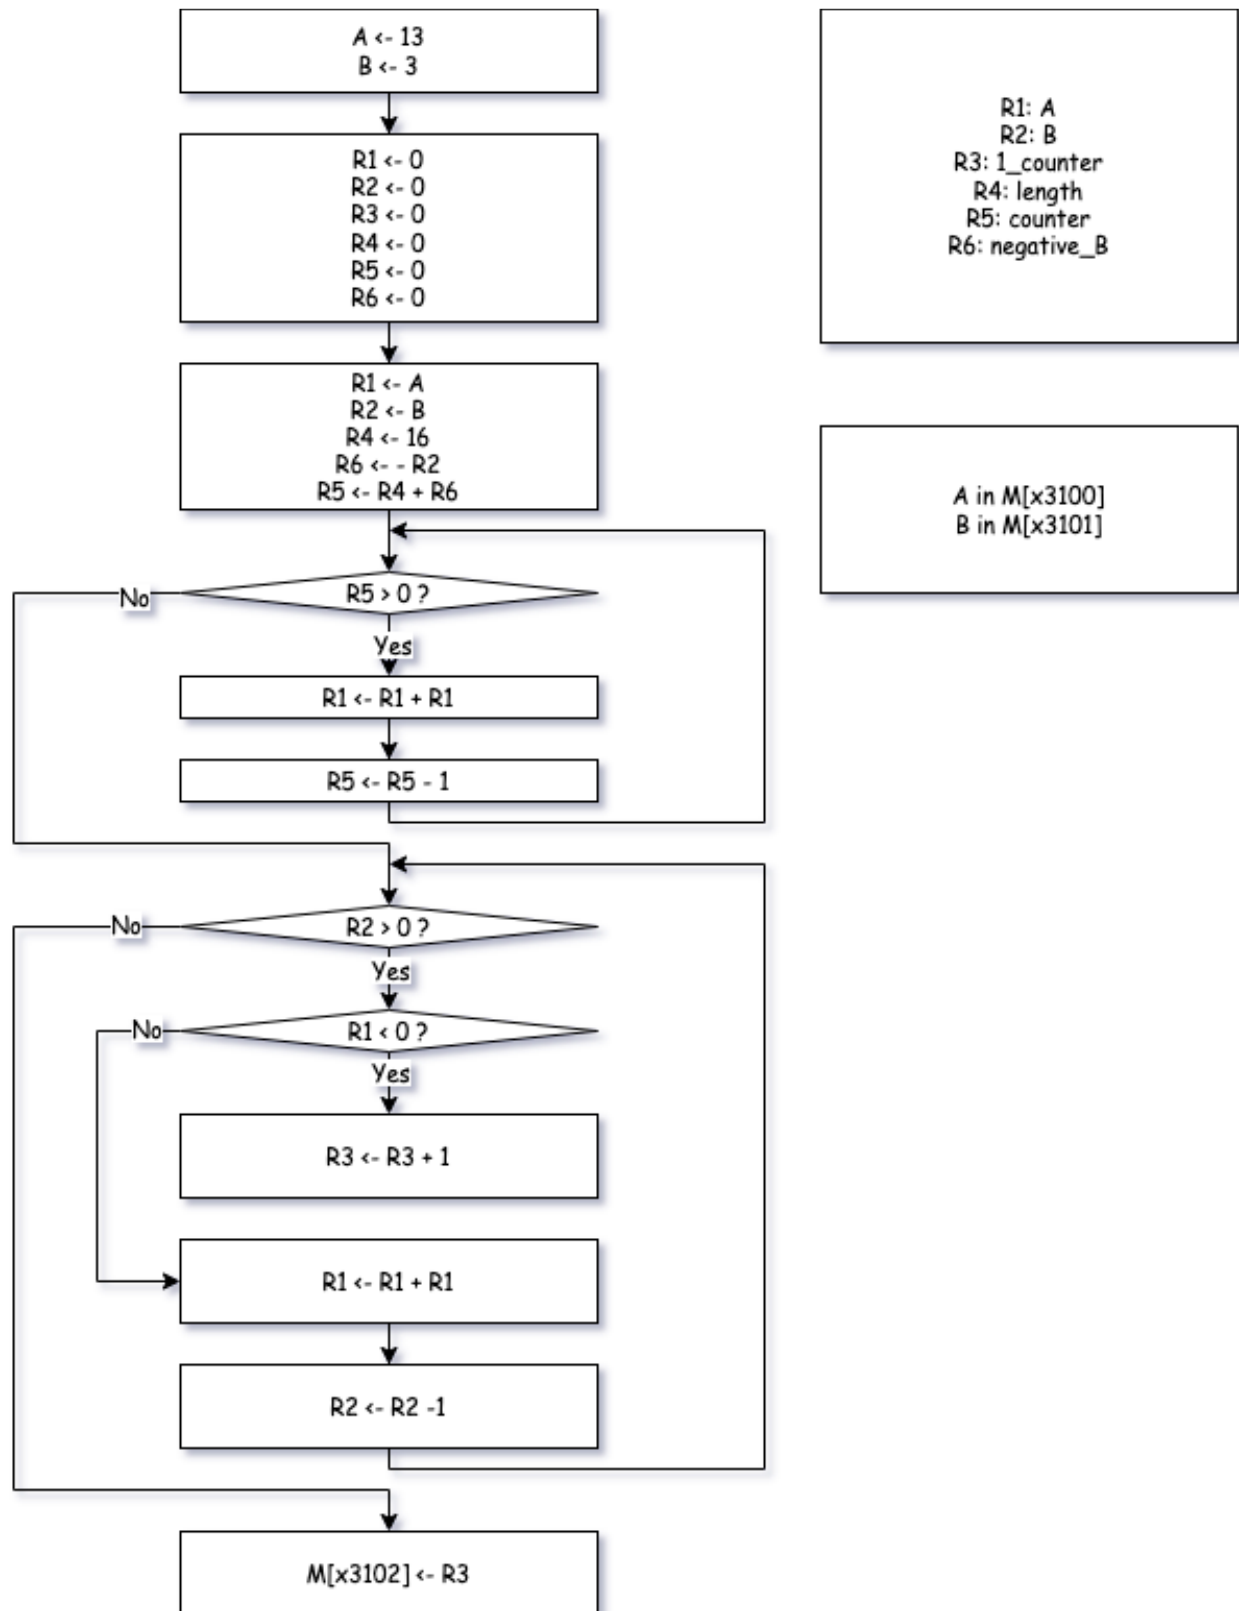 A <- 13
B <- 3
R1 <- 0
R2 <- 0
R3 <- 0
R4 <- 0
R5 <- 0
R6 <- 0
R1 <- A
R2 <- B
R4 <- 16
R6 <- - R2
R5 <- R4 + R6
R5 > 0 ?
No
Yes
R1 <- R1 + R1
R5 <- R5 - 1
R2 > 0 ?
No
Yes
R1 < 0 ?
No
Yes
R3 <- R3 + 1
R1 <- R1 + R1
R2 <- R2 -1
M[x3102] <- R3
R1: A
R2: B
R3: 1_counter
R4: length
R5: counter
R6: negative_B
A in M[x3100]
B in M[x3101]